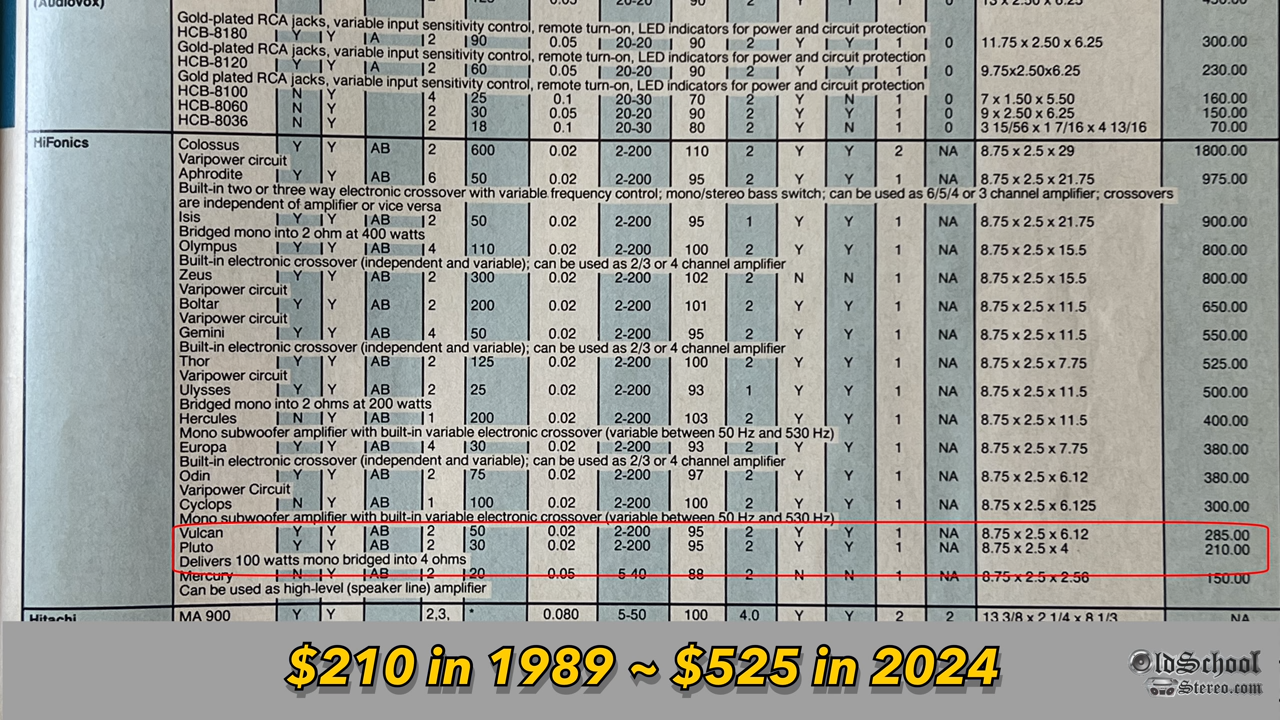 (Audiovox) 125 0.05 20-20 90 2 Y Y 1 0 13 x 2.50 x 6.25 450.00
Gold-plated RCA jacks, variable input sensitivity control, remote turn-on, LED indicators for power and circuit protection
HCB-8180 Y Y A 2 90 0.05 20-20 90 2 Y Y 1 0 11.75 x 2.50 x 6.25 300.00
Gold-plated RCA jacks, variable input sensitivity control, remote turn-on, LED indicators for power and circuit protection
HCB-8120 Y Y A 2 60 0.05 20-20 90 2 Y Y 1 0 9.75x2.50x6.25 230.00
Gold plated RCA jacks, variable input sensitivity control, remote turn-on, LED indicators for power and circuit protection
HCB-8100 N Y 4 25 0.1 20-30 70 2 Y N 1 0 7 x 1.50 x 5.50 160.00
HCB-8060 Y Y 2 30 0.05 20-20 90 2 Y Y 1 0 9 x 2.50 x 6.25 150.00
HCB-8036 N Y 2 18 0.1 20-30 80 2 Y N 1 0 3 15/56 x 1 7/16 x 4 13/16 70.00
HiFonics Colossus Y Y AB 2 600 0.02 2-200 110 2 Y Y 2 NA 8.75 x 2.5 x 29 1800.00
Varipower circuit
Aphrodite Y Y AB 6 50 0.02 2-200 95 2 Y Y 1 NA 8.75 x 2.5 x 21.75 975.00
Built-in two or three way electronic crossover with variable frequency control; mono/stereo bass switch; can be used as 6/5/4 or 3 channel amplifier; crossovers
are independent of amplifier or vice versa
Isis Y Y AB 2 50 0.02 2-200 95 1 Y Y 1 NA 8.75 x 2.5 x 21.75 900.00
Bridged mono into 2 ohm at 400 watts
Olympus Y Y AB 4 110 0.02 2-200 100 2 Y Y 1 NA 8.75 x 2.5 x 15.5 800.00
Built-in electronic crossover (independent and variable); can be used as 2/3 or 4 channel amplifier
Zeus Y Y AB 2 300 0.02 2-200 102 2 N N 1 NA 8.75 x 2.5 x 15.5 800.00
Varipower circuit
Boltar Y Y AB 2 200 0.02 2-200 101 2 Y Y 1 NA 8.75 x 2.5 x 11.5 650.00
Varipower circuit
Gemini Y Y AB 4 50 0.02 2-200 95 2 Y Y 1 NA 8.75 x 2.5 x 11.5 550.00
Built-in electronic crossover (independent and variable); can be used as 2/3 or 4 channel amplifier
Thor Y Y AB 2 125 0.02 2-200 100 2 Y Y 1 NA 8.75 x 2.5 x 7.75 525.00
Varipower circuit
Ulysses Y Y AB 2 25 0.02 2-200 93 1 Y Y 1 NA 8.75 x 2.5 x 11.5 500.00
Bridged mono into 2 ohms at 200 watts
Hercules N Y AB 1 200 0.02 2-200 103 2 Y Y 1 NA 8.75 x 2.5 x 11.5 400.00
Mono subwoofer amplifier with built-in variable electronic crossover (variable between 50 Hz and 530 Hz)
Europa Y Y AB 4 30 0.02 2-200 93 2 Y Y 1 NA 8.75 x 2.5 x 7.75 380.00
Built-in electronic crossover (independent and variable); can be used as 2/3 or 4 channel amplifier
Odin Y Y AB 2 75 0.02 2-200 97 2 Y Y 1 NA 8.75 x 2.5 x 6.12 380.00
Varipower Circuit
Cyclops N Y AB 1 100 0.02 2-200 100 2 Y Y 1 NA 8.75 x 2.5 x 6.125 300.00
Mono subwoofer amplifier with built-in variable electronic crossover (variable between 50 Hz and 530 Hz)
Vulcan Y Y AB 2 50 0.02 2-200 95 2 Y Y 1 NA 8.75 x 2.5 x 6.12 285.00
Pluto Y Y AB 2 30 0.02 2-200 95 2 Y Y 1 NA 8.75 x 2.5 x 4 210.00
Delivers 100 watts mono bridged into 4 ohms
Mercury N Y AB 2 20 0.05 5-40 88 2 N N 1 NA 8.75 x 2.5 x 2.56 150.00
Can be used as high-level (speaker line) amplifier
Hitachi MA 900 Y Y 2,3, * 0.080 5-50 100 4.0 Y Y 2 2 13 3/8 x 2 1/4 x 8 1/3 NA
$210 in 1989 ~ $525 in 2024
OldSchool
Stereo.com